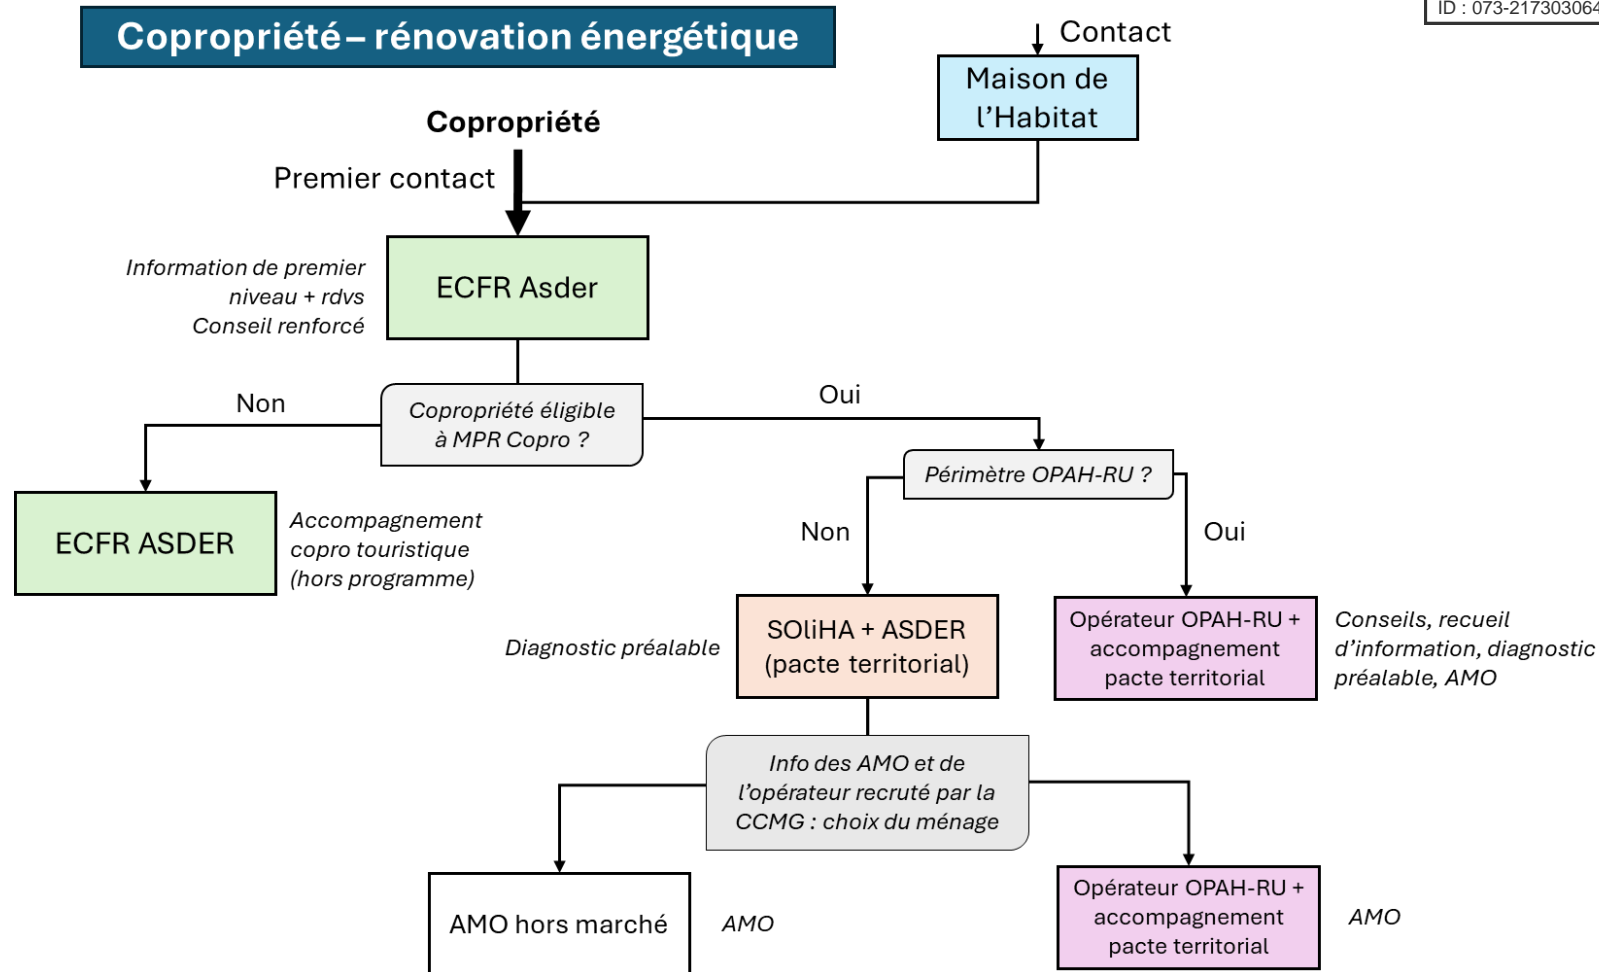 ID : 073-217303064
Copropriété – rénovation énergétique
Contact
Maison de
l’Habitat
Copropriété
Premier contact
Information de premier
niveau + rdvs
Conseil renforcé
ECFR Asder
Non
Copropriété éligible
à MPR Copro ?
Oui
Périmètre OPAH-RU ?
ECFR ASDER
Accompagnement
copro touristique
(hors programme)
Non
Oui
Diagnostic préalable
SOliHA + ASDER
(pacte territorial)
Opérateur OPAH-RU +
accompagnement
pacte territorial
Conseils, recueil
d’information, diagnostic
préalable, AMO
Info des AMO et de
l’opérateur recruté par la
CCMG : choix du ménage
AMO hors marché
AMO
Opérateur OPAH-RU +
accompagnement
pacte territorial
AMO